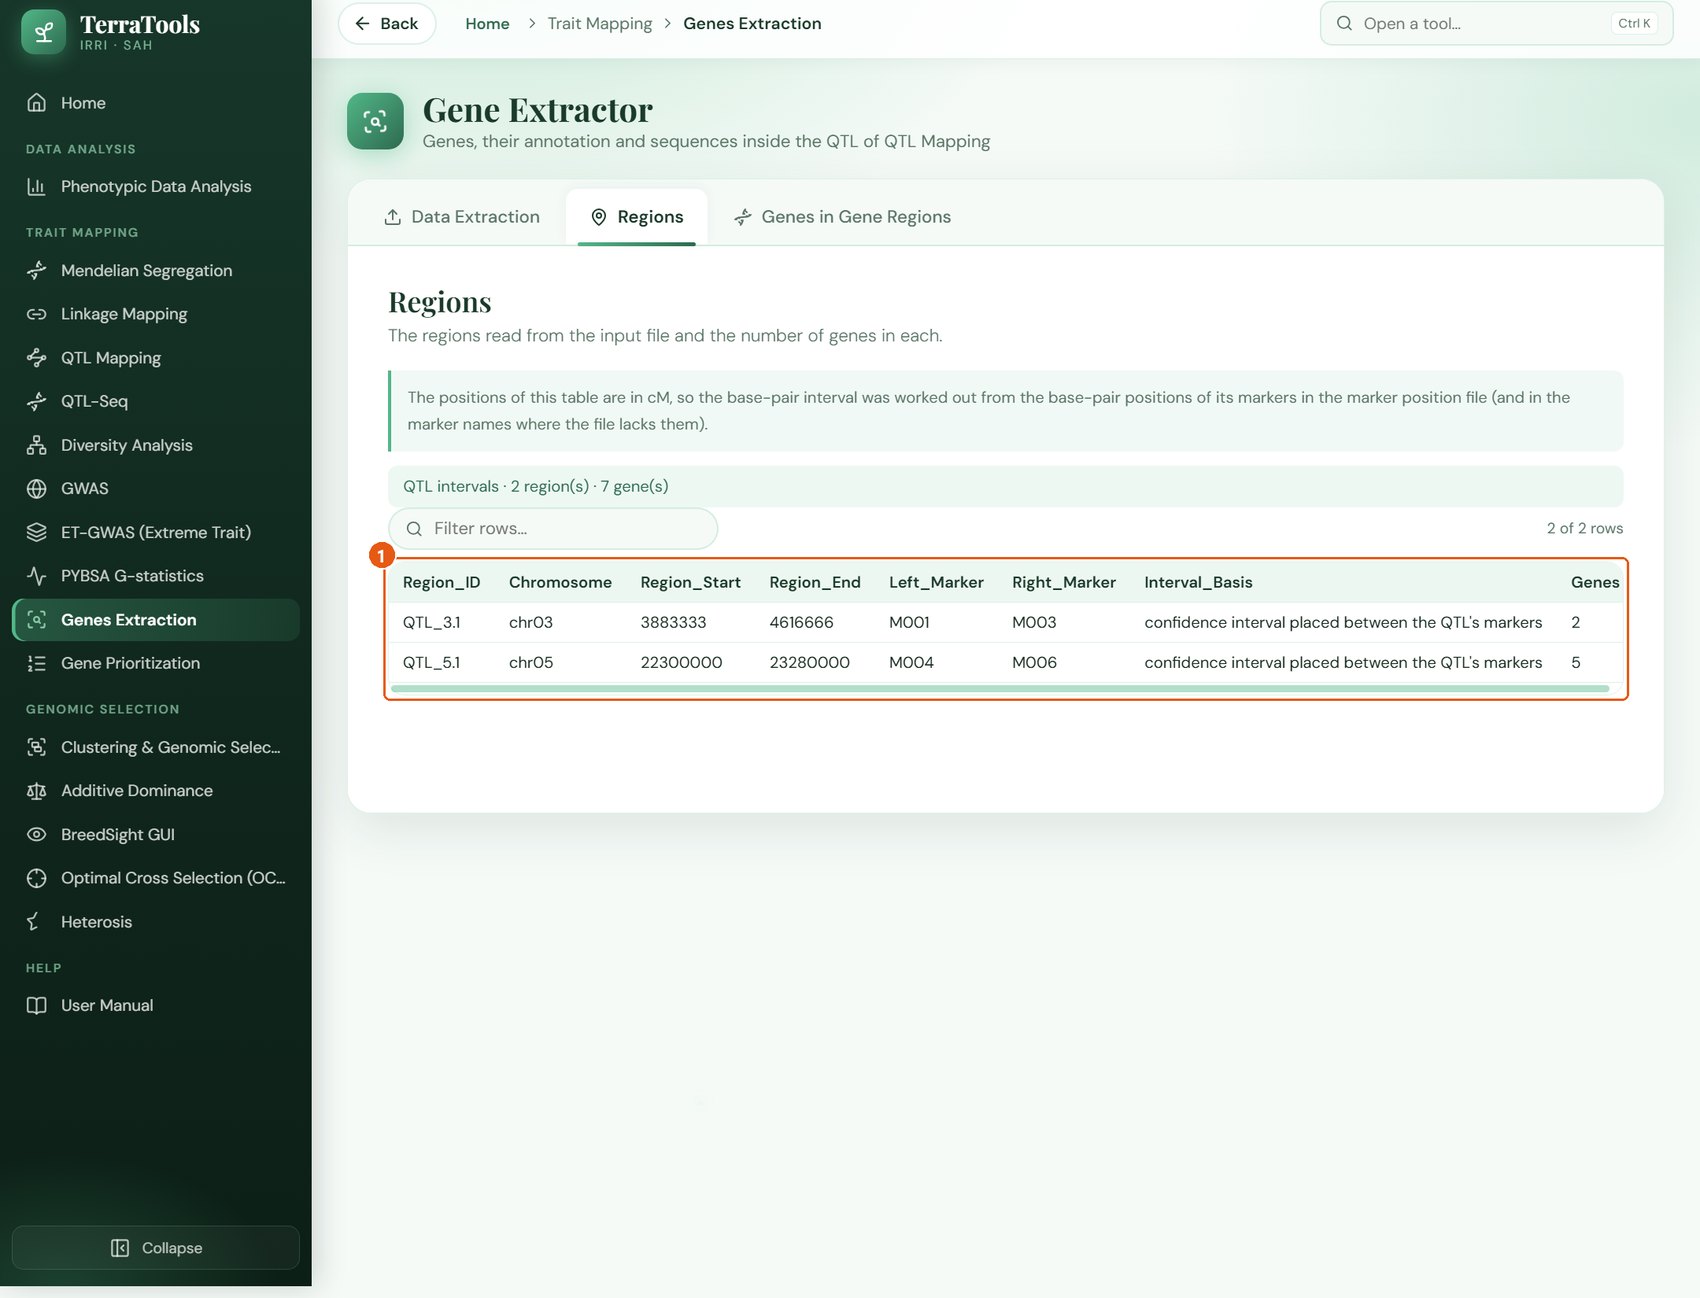 TerraTools
IRRI · SAH
Home
DATA ANALYSIS
Phenotypic Data Analysis
TRAIT MAPPING
Mendelian Segregation
Linkage Mapping
QTL Mapping
QTL-Seq
Diversity Analysis
GWAS
ET-GWAS (Extreme Trait)
PYBSA G-statistics
Genes Extraction
Gene Prioritization
GENOMIC SELECTION
Clustering & Genomic Selec...
Additive Dominance
BreedSight GUI
Optimal Cross Selection (OC...
Heterosis
HELP
User Manual
Collapse
Back Home > Trait Mapping > Genes Extraction Open a tool... Ctrl K
Gene Extractor
Genes, their annotation and sequences inside the QTL of QTL Mapping
Data Extraction Regions Genes in Gene Regions
Regions
The regions read from the input file and the number of genes in each.
The positions of this table are in cM, so the base-pair interval was worked out from the base-pair positions of its markers in the marker position file (and in the
marker names where the file lacks them).
QTL intervals · 2 region(s) · 7 gene(s)
Filter rows... 2 of 2 rows
1
Region_ID Chromosome Region_Start Region_End Left_Marker Right_Marker Interval_Basis Genes
QTL_3.1 chr03 3883333 4616666 M001 M003 confidence interval placed between the QTL's markers 2
QTL_5.1 chr05 22300000 23280000 M004 M006 confidence interval placed between the QTL's markers 5